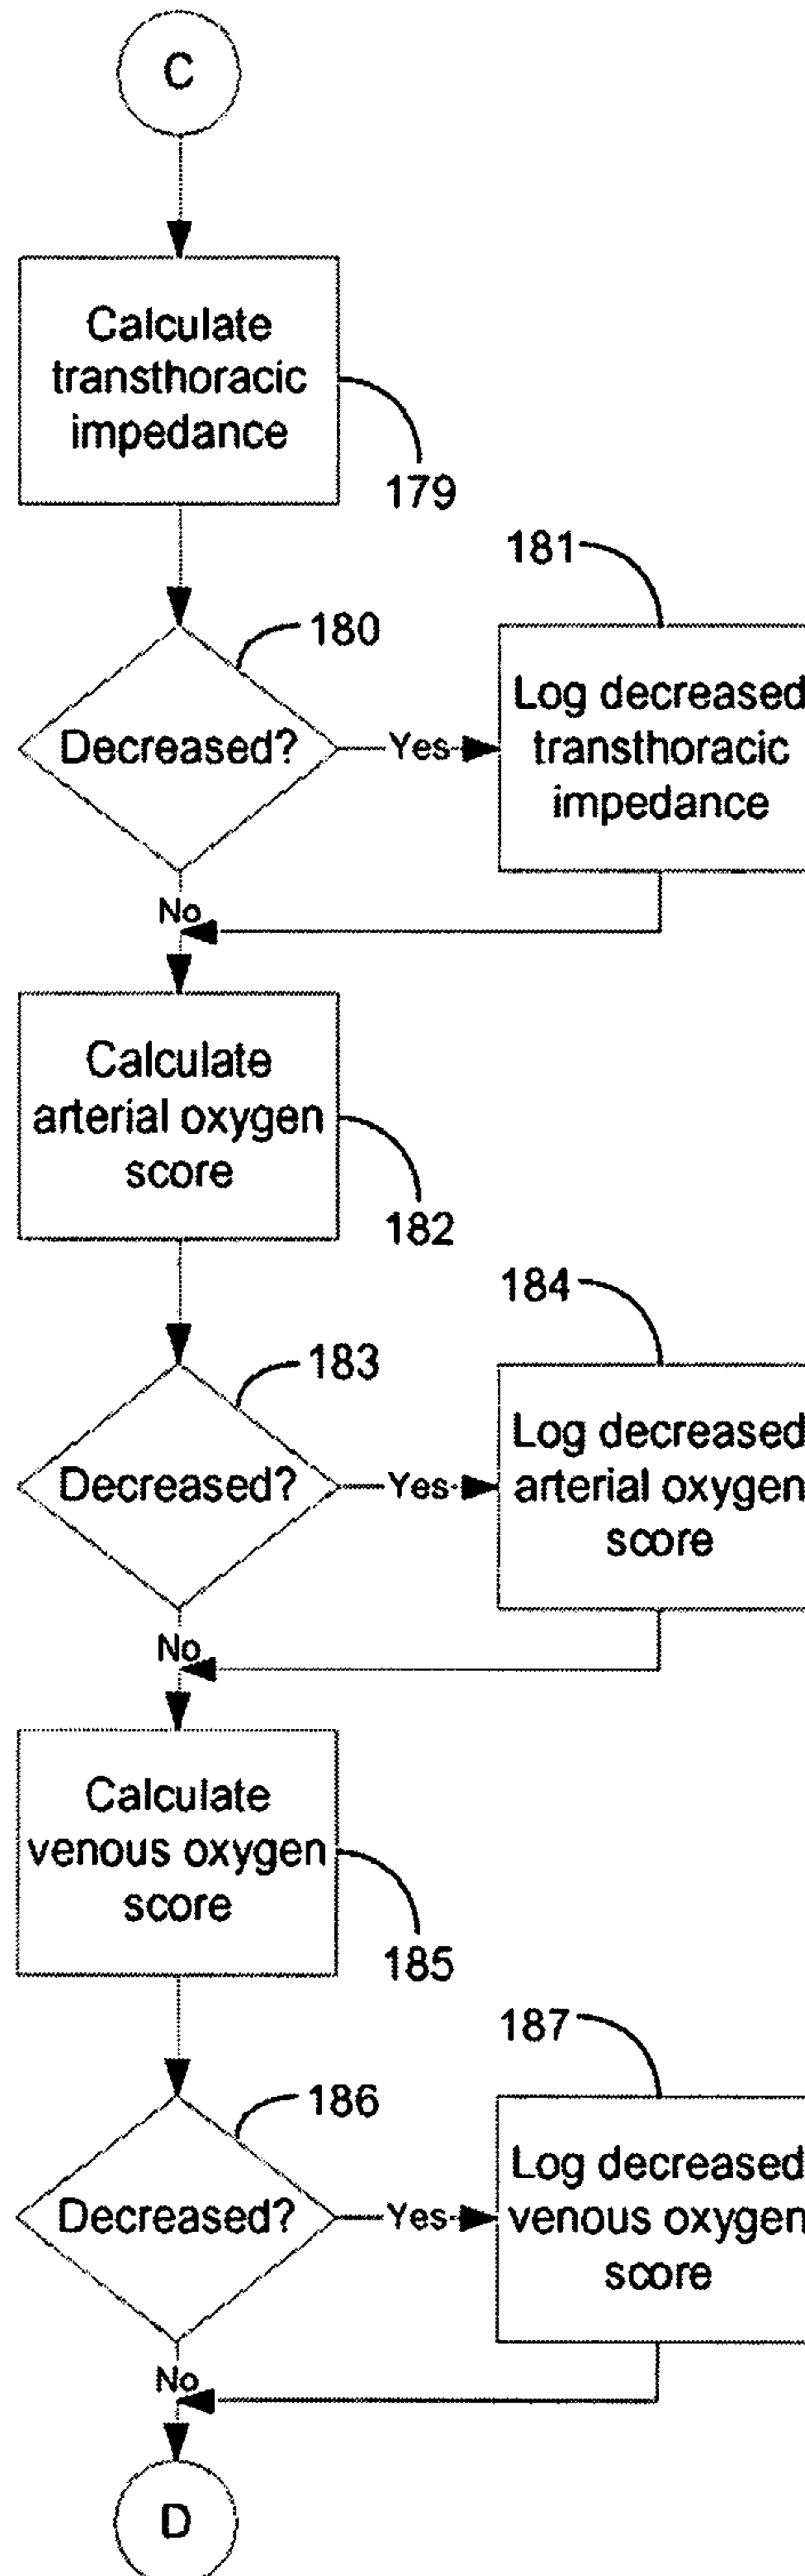 C
Calculate
transthoracic
impedance
179
180
181
Decreased?
Yes
Log decreased
transthoracic
impedance
No
Calculate
arterial oxygen
score
182
183
184
Decreased?
Yes
Log decreased
arterial oxygen
score
No
Calculate
venous oxygen
score
185
186
187
Decreased?
Yes
Log decreased
venous oxygen
score
No
D